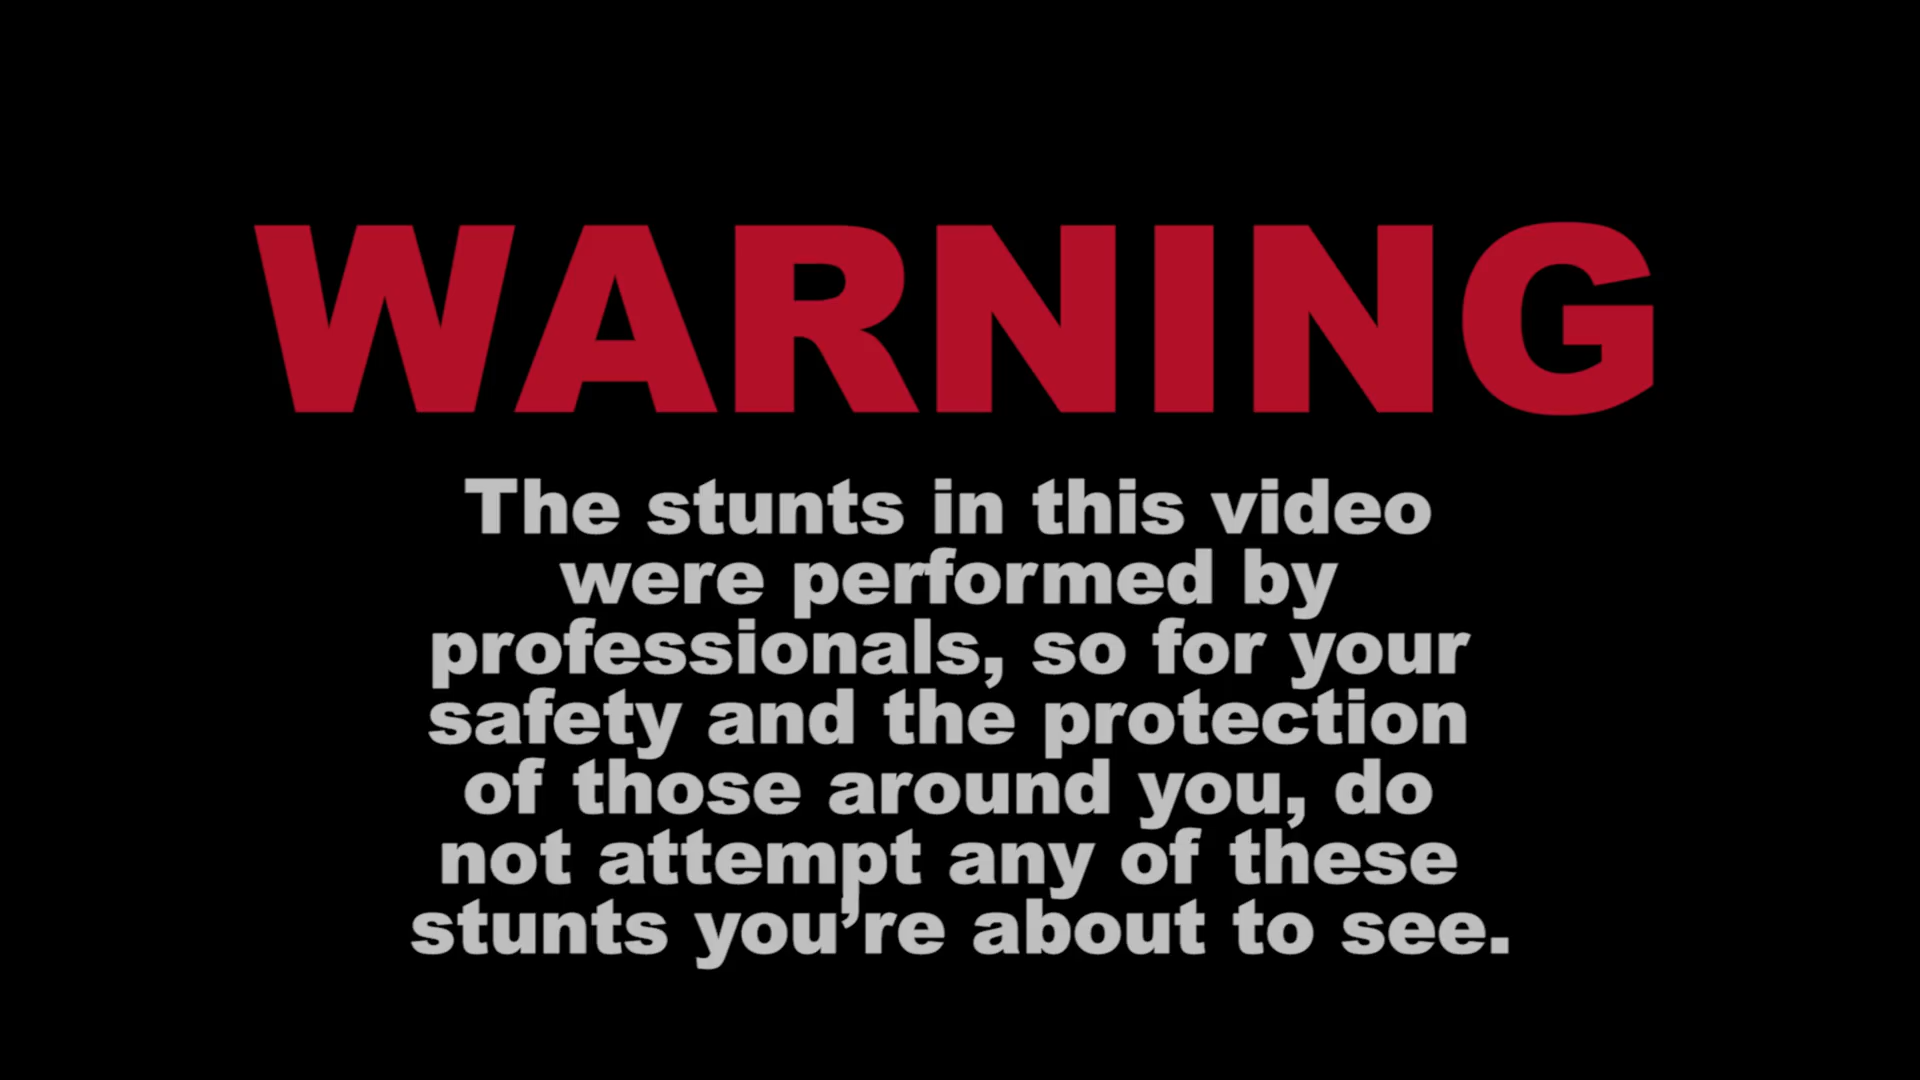 WARNING
The stunts in this video
were performed by
professionals, so for your
safety and the protection
of those around you, do
not attempt any of these
stunts you're about to see.